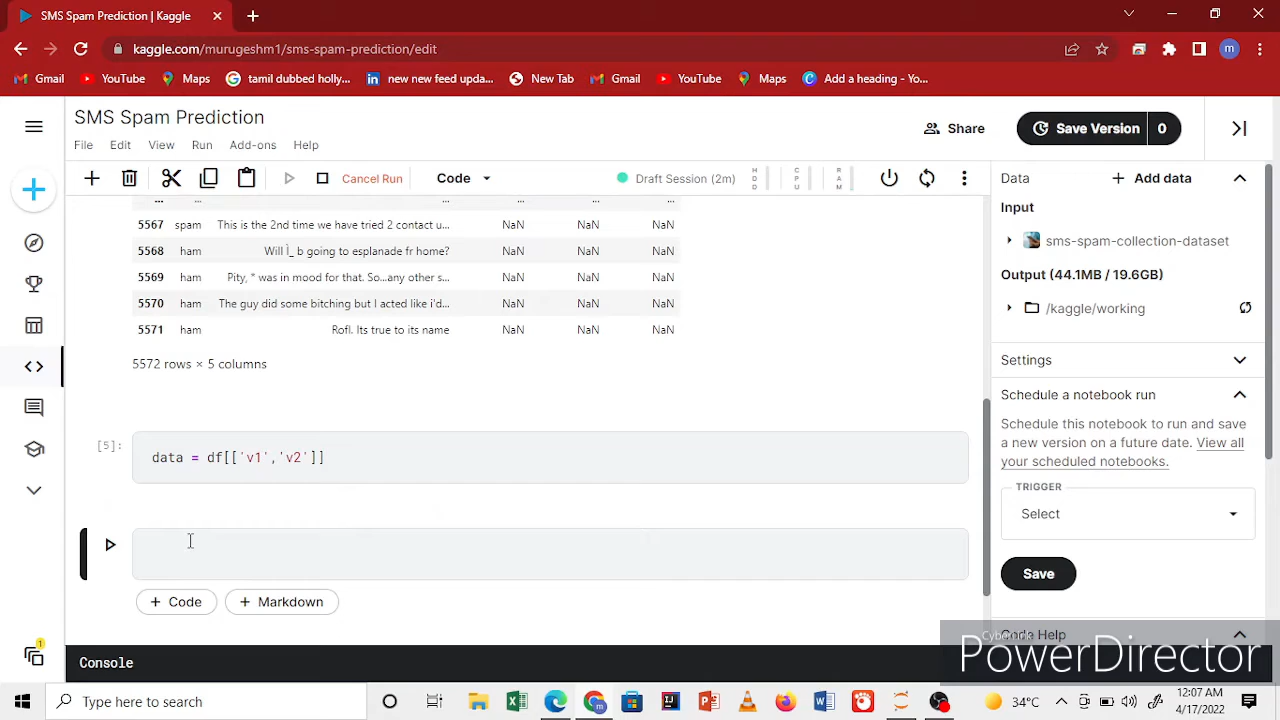 SMS Spam Prediction | Kaggle
kaggle.com/murugeshm1/sms-spam-prediction/edit
m
Gmail YouTube Maps tamil dubbed holly... new new feed upda... New Tab Gmail YouTube Maps Add a heading - Yo...
SMS Spam Prediction
Share
Save Version 0
File Edit View Run Add-ons Help
Cancel Run
Code
Draft Session (2m)
HDD
CPU
RAM
... ... ... ... ... ...
5567 spam This is the 2nd time we have tried 2 contact u... NaN NaN NaN
5568 ham Will Ì_ b going to esplanade fr home? NaN NaN NaN
5569 ham Pity, * was in mood for that. So...any other s... NaN NaN NaN
5570 ham The guy did some bitching but I acted like i'd... NaN NaN NaN
5571 ham Rofl. Its true to its name NaN NaN NaN
5572 rows × 5 columns
[5]:
data = df[['v1','v2']]
+ Code
+ Markdown
Console
Data
+ Add data
Input
sms-spam-collection-dataset
Output (44.1MB / 19.6GB)
/kaggle/working
Settings
Schedule a notebook run
Schedule this notebook to run and save
a new version on a future date. View all
your scheduled notebooks.
TRIGGER
Select
Save
Code Help
CyberLink
PowerDirector
1
Type here to search
34°C
12:07 AM
4/17/2022